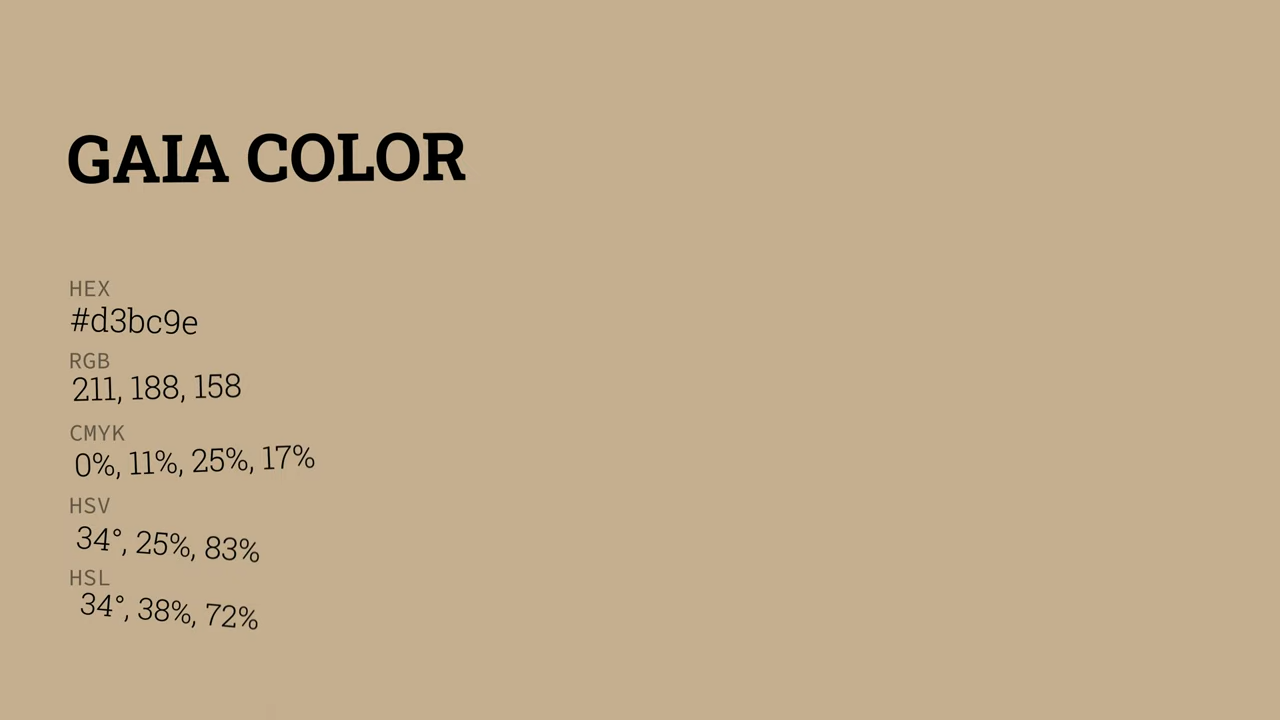 GAIA COLOR
HEX
#d3bc9e
RGB
211, 188, 158
CMYK
0%, 11%, 25%, 17%
HSV
34°, 25%, 83%
HSL
34°, 38%, 72%